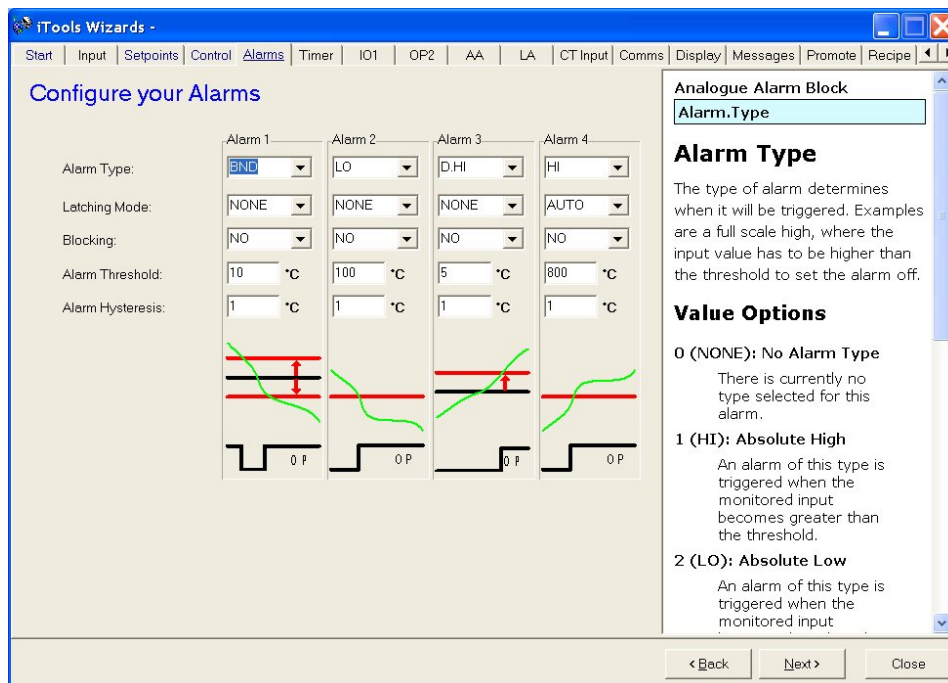 iTools Wizards -
Start Input Setpoints Control Alarms Timer IO1 OP2 AA LA CT Input Comms Display Messages Promote Recipe
Configure your Alarms
Alarm 1 Alarm 2 Alarm 3 Alarm 4
Alarm Type: BND LO D.HI HI
Latching Mode: NONE NONE NONE AUTO
Blocking: NO NO NO NO
Alarm Threshold: 10 °C 100 °C 5 °C 800 °C
Alarm Hysteresis: 1 °C 1 °C 1 °C 1 °C
OP OP OP OP
Analogue Alarm Block
Alarm.Type
Alarm Type
The type of alarm determines
when it will be triggered. Examples
are a full scale high, where the
input value has to be higher than
the threshold to set the alarm off.
Value Options
0 (NONE): No Alarm Type
There is currently no
type selected for this
alarm.
1 (HI): Absolute High
An alarm of this type is
triggered when the
monitored input
becomes greater than
the threshold.
2 (LO): Absolute Low
An alarm of this type is
triggered when the
monitored input
< Back Next > Close